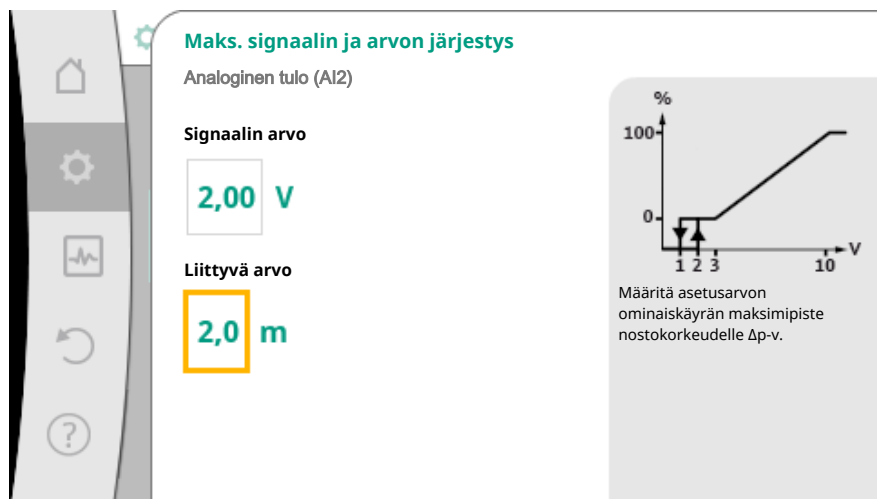 Maks. signaalin ja arvon järjestys
Analoginen tulo (AI2)
Signaalin arvo
2,00 V
Liittyvä arvo
2,0 m
%
100
0
1 2 3 10 V
Määritä asetusarvon
ominaiskäyrän maksimipiste
nostokorkeudelle Δp-v.
?